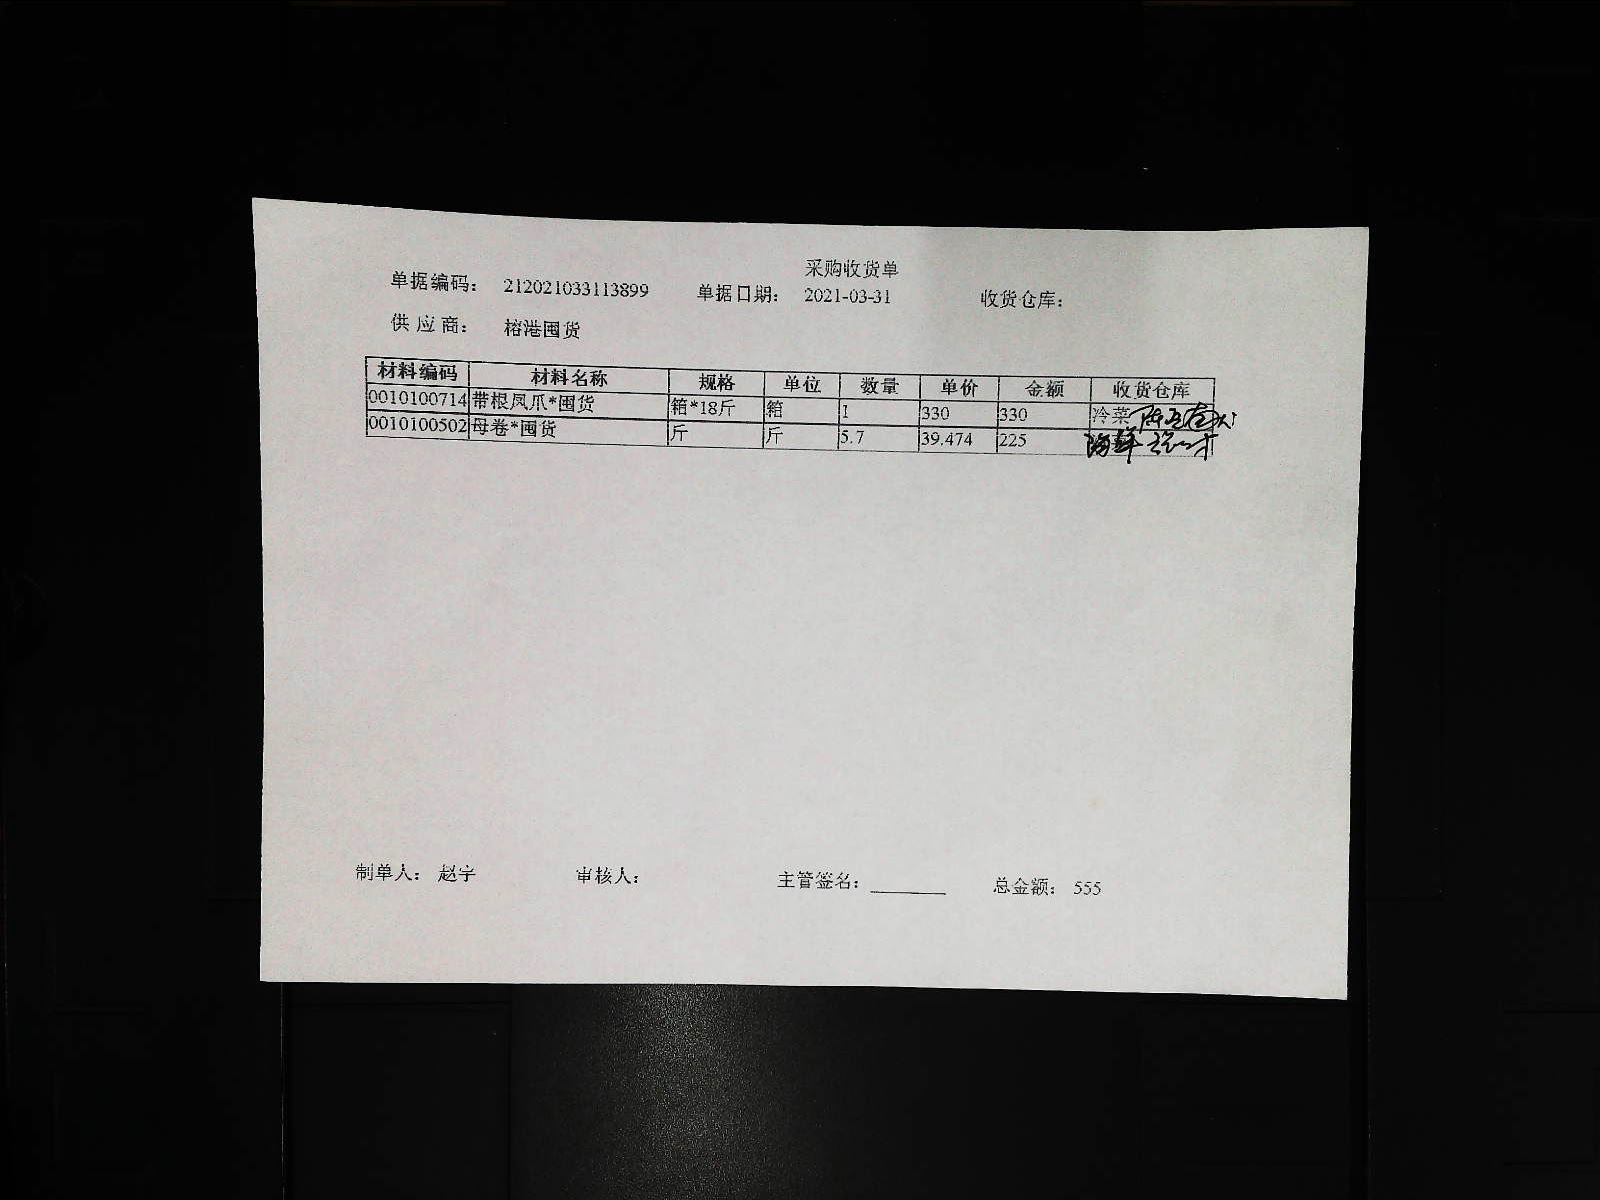 采购收货单
单据编码： 212021033113899 单据日期： 2021-03-31 收货仓库：
供 应 商： 榕港囤货
材料编码 材料名称 规格 单位 数量 单价 金额 收货仓库
0010100714 带根凤爪*囤货 箱*18斤 箱 1 330 330 冷菜
0010100502 母卷*囤货 斤 斤 5.7 39.474 225 海鲜
制单人： 赵宇 审核人： 主管签名： 总金额： 555